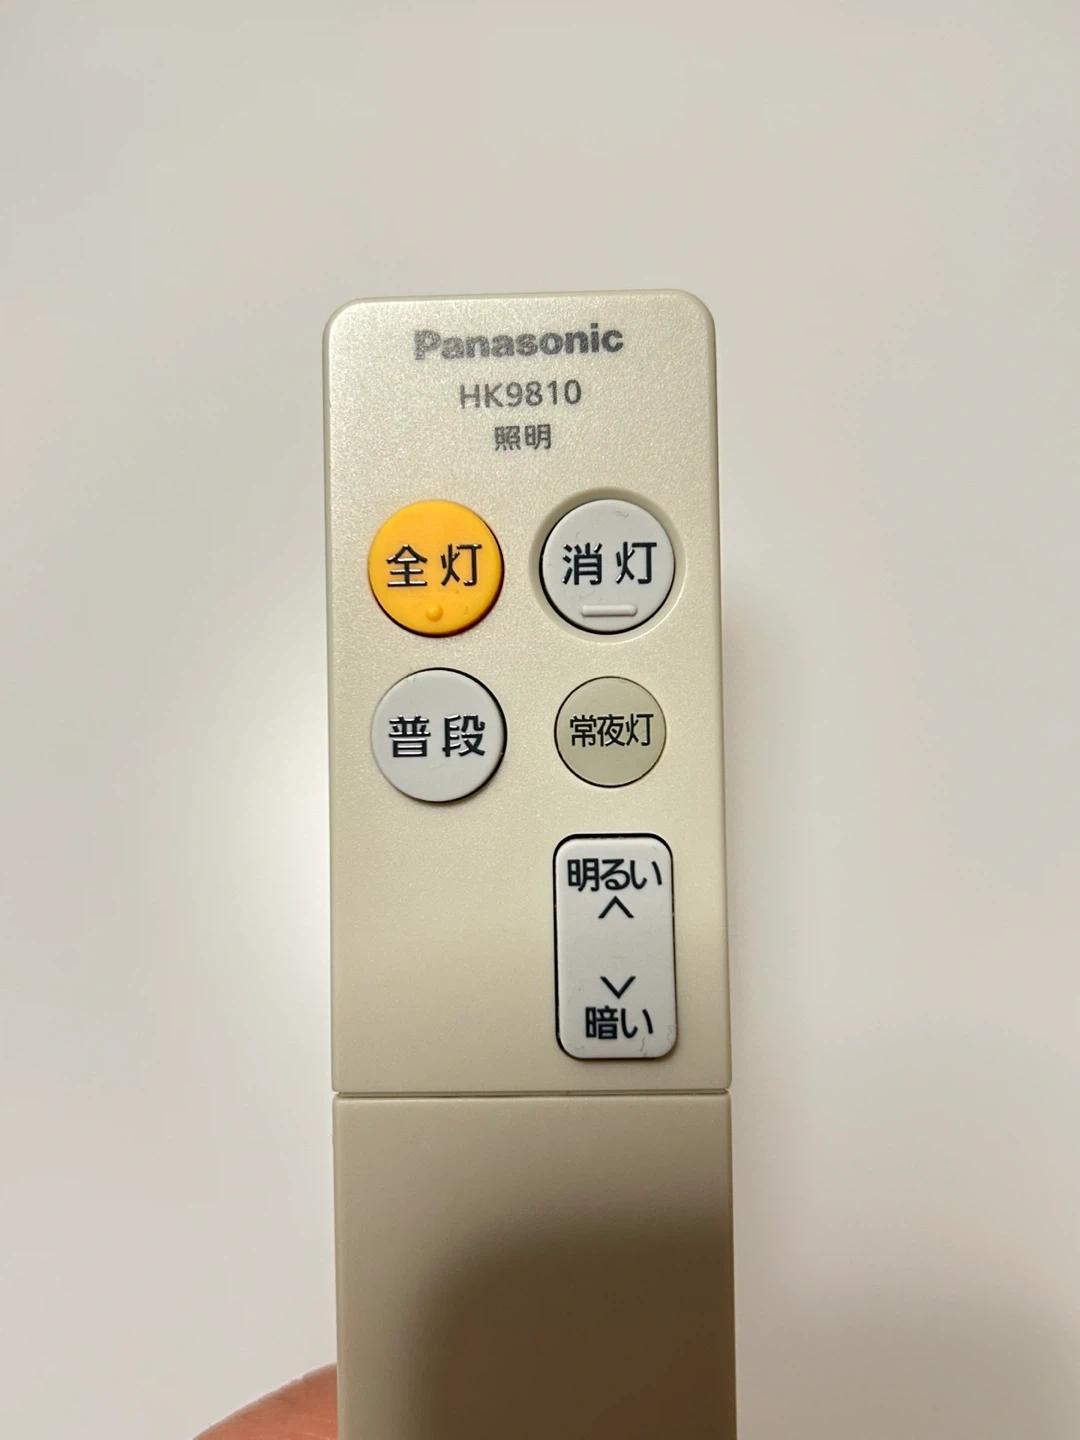 Panasonic
HK9810
照明
全灯
消灯
普段
常夜灯
明るい
暗い